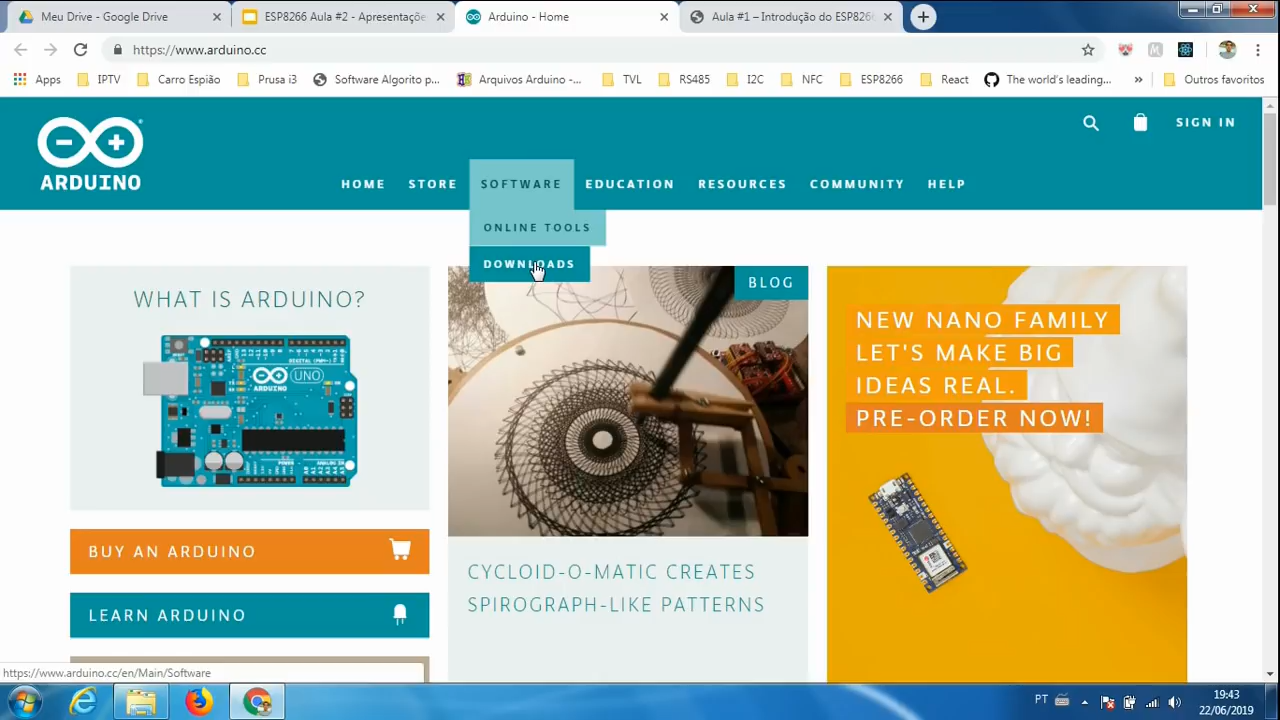 Meu Drive - Google Drive
ESP8266 Aula #2 - Apresentaçõe
Arduino - Home
Aula #1 – Introdução do ESP8266
https://www.arduino.cc
Apps
IPTV
Carro Espião
Prusa i3
Software Algorito p...
Arquivos Arduino -...
TVL
RS485
I2C
NFC
ESP8266
React
The world's leading...
»
Outros favoritos
ARDUINO
SIGN IN
HOME
STORE
SOFTWARE
EDUCATION
RESOURCES
COMMUNITY
HELP
ONLINE TOOLS
DOWNLOADS
WHAT IS ARDUINO?
UNO
BLOG
NEW NANO FAMILY
LET'S MAKE BIG
IDEAS REAL.
PRE-ORDER NOW!
BUY AN ARDUINO
LEARN ARDUINO
CYCLOID-O-MATIC CREATES
SPIROGRAPH-LIKE PATTERNS
https://www.arduino.cc/en/Main/Software
PT
19:43
22/06/2019